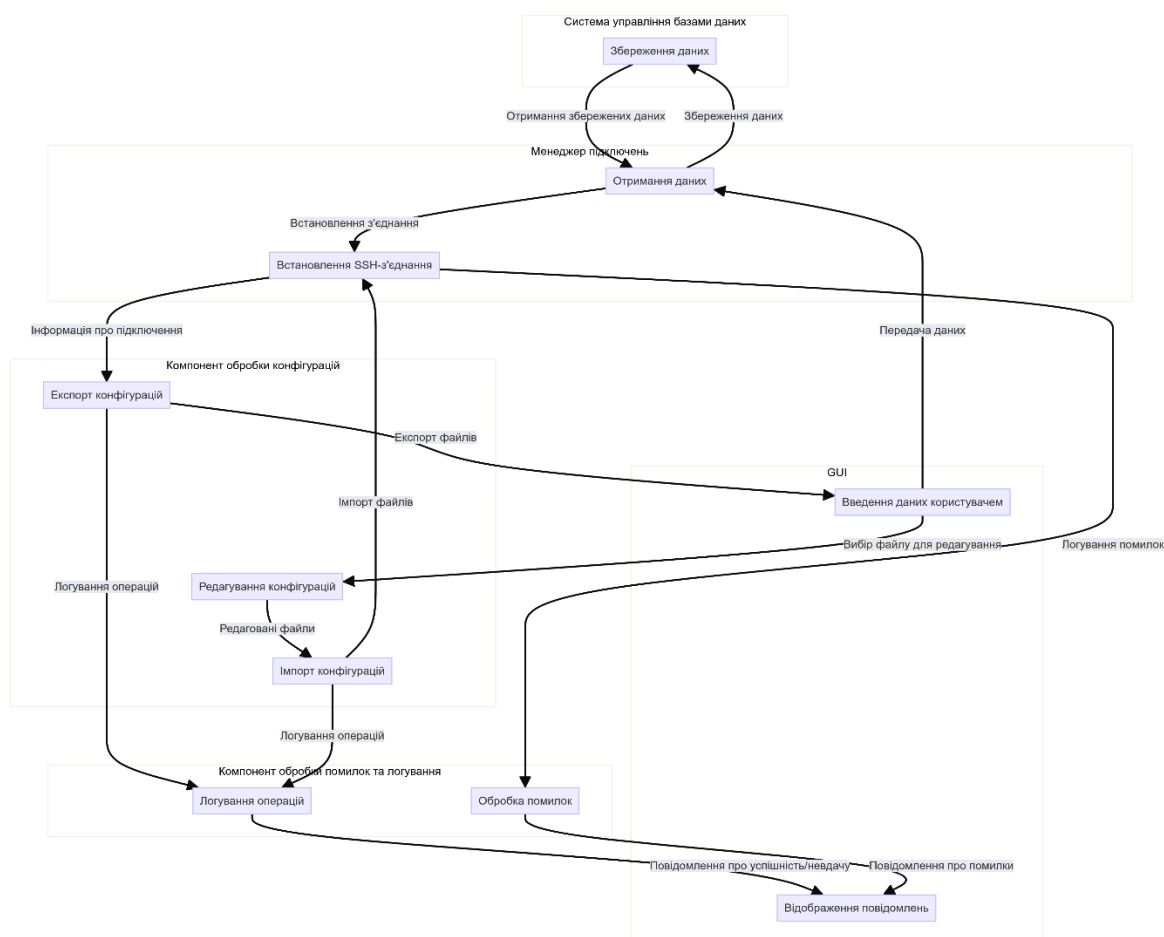 Система управління базами даних
Збереження даних
Отримання збережених даних
Збереження даних
Менеджер підключень
Отримання даних
Встановлення з'єднання
Встановлення SSH-з'єднання
Інформація про підключення
Передача даних
Компонент обробки конфігурацій
Експорт конфігурацій
Експорт файлів
GUI
Імпорт файлів
Введення даних користувачем
Вибір файлу для редагування
Логування помилок
Логування операцій
Редагування конфігурацій
Редаговані файли
Імпорт конфігурацій
Логування операцій
Компонент обробки помилок та логування
Логування операцій
Обробка помилок
Повідомлення про успішність/невдачу
Повідомлення про помилки
Відображення повідомлень